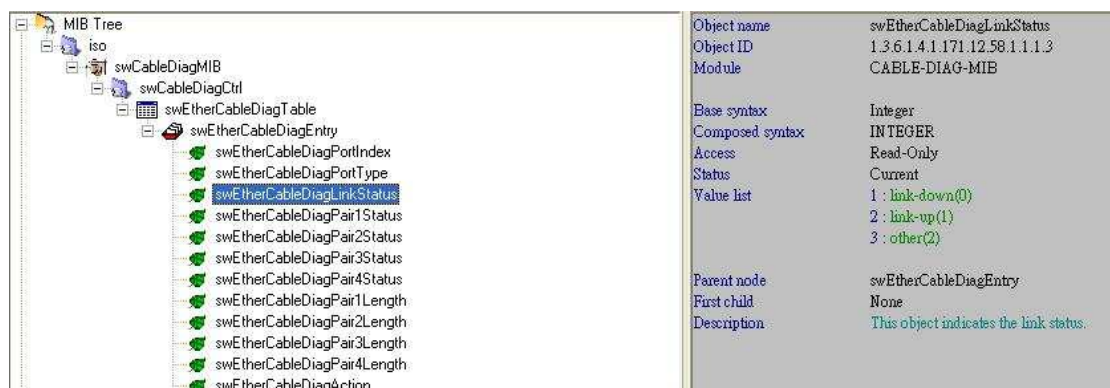 MIB Tree
iso
swCableDiagMIB
swCableDiagCtrl
swEtherCableDiagTable
swEtherCableDiagEntry
swEtherCableDiagPortIndex
swEtherCableDiagPortType
swEtherCableDiagLinkStatus
swEtherCableDiagPair1Status
swEtherCableDiagPair2Status
swEtherCableDiagPair3Status
swEtherCableDiagPair4Status
swEtherCableDiagPair1Length
swEtherCableDiagPair2Length
swEtherCableDiagPair3Length
swEtherCableDiagPair4Length
swEtherCableDiagAction
Object name swEtherCableDiagLinkStatus
Object ID 1.3.6.1.4.1.171.12.58.1.1.1.3
Module CABLE-DIAG-MIB
Base syntax Integer
Composed syntax INTEGER
Access Read-Only
Status Current
Value list 1 : link-down(0)
2 : link-up(1)
3 : other(2)
Parent node swEtherCableDiagEntry
First child None
Description This object indicates the link status.